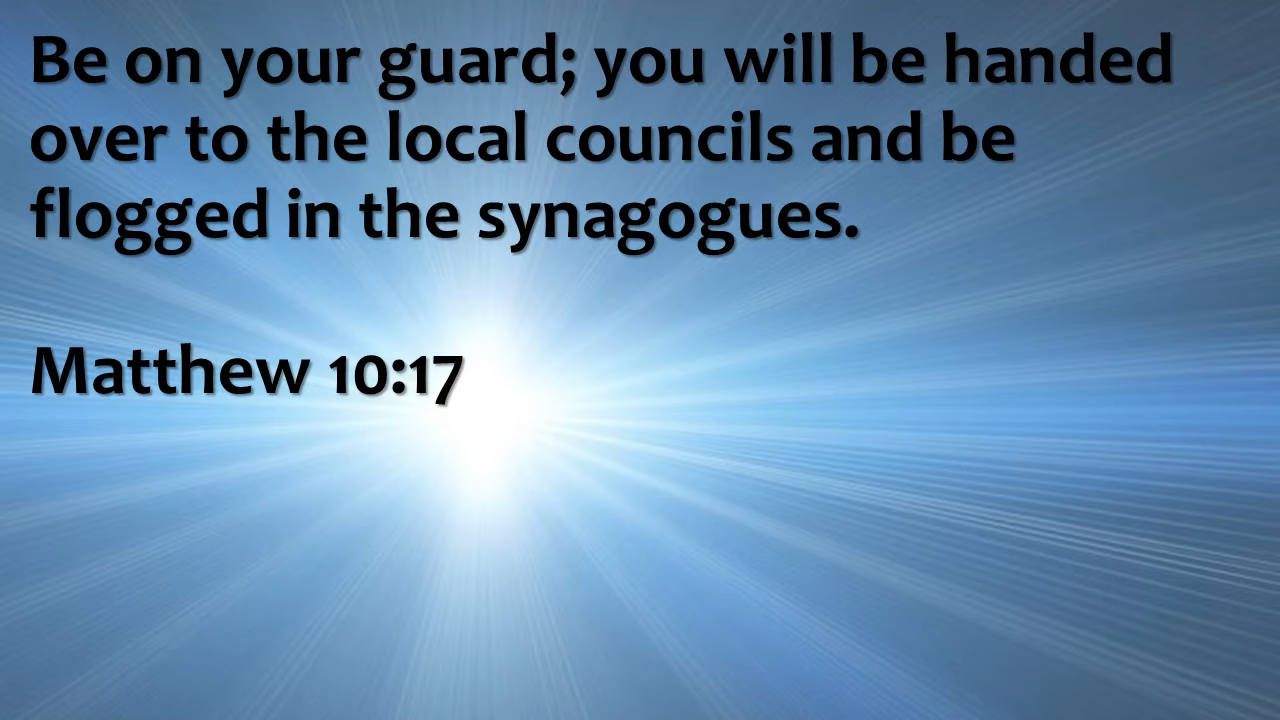 Be on your guard; you will be handed
over to the local councils and be
flogged in the synagogues.
Matthew 10:17